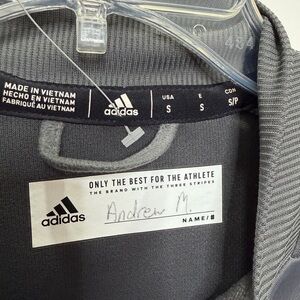 494
MADE IN VIETNAM
HECHO EN VIETNAM
FABRIQUÉ AU VIETNAM
adidas
USA
S
E
S
CDN
S/P
ONLY THE BEST FOR THE ATHLETE
THE BRAND WITH THE THREE STRIPES
adidas
Andrew M.
NAME/